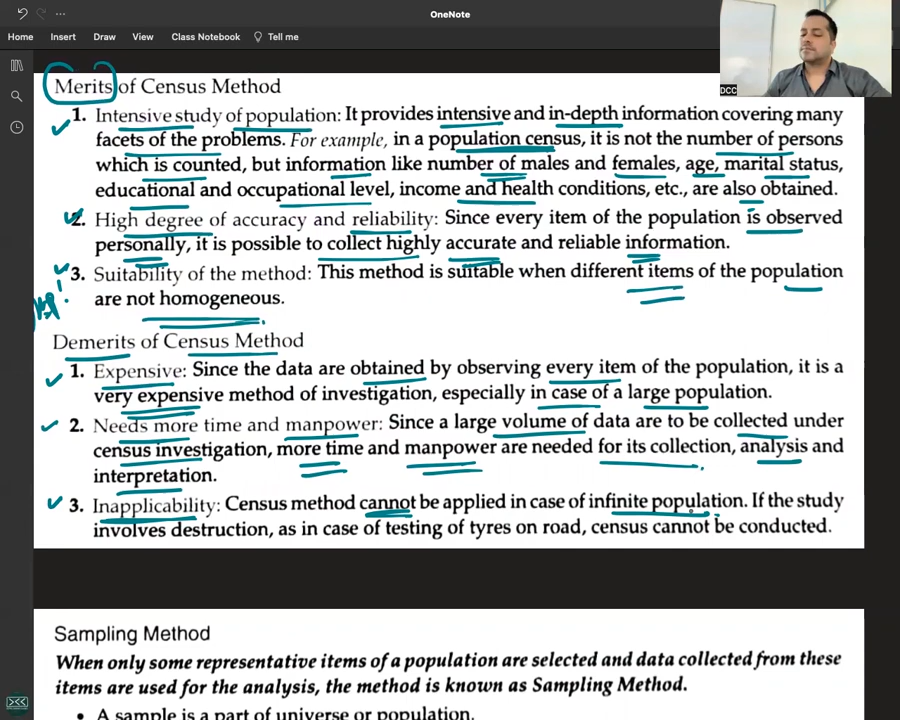 OneNote
Home Insert Draw View Class Notebook Tell me
DCC
Merits of Census Method
1. Intensive study of population: It provides intensive and in-depth information covering many
facets of the problems. For example, in a population census, it is not the number of persons
which is counted, but information like number of males and females, age, marital status,
educational and occupational level, income and health conditions, etc., are also obtained.
2. High degree of accuracy and reliability: Since every item of the population is observed
personally, it is possible to collect highly accurate and reliable information.
3. Suitability of the method: This method is suitable when different items of the population
are not homogeneous.
Demerits of Census Method
1. Expensive: Since the data are obtained by observing every item of the population, it is a
very expensive method of investigation, especially in case of a large population.
2. Needs more time and manpower: Since a large volume of data are to be collected under
census investigation, more time and manpower are needed for its collection, analysis and
interpretation.
3. Inapplicability: Census method cannot be applied in case of infinite population. If the study
involves destruction, as in case of testing of tyres on road, census cannot be conducted.
Sampling Method
When only some representative items of a population are selected and data collected from these
items are used for the analysis, the method is known as Sampling Method.
• A sample is a part of universe or population.